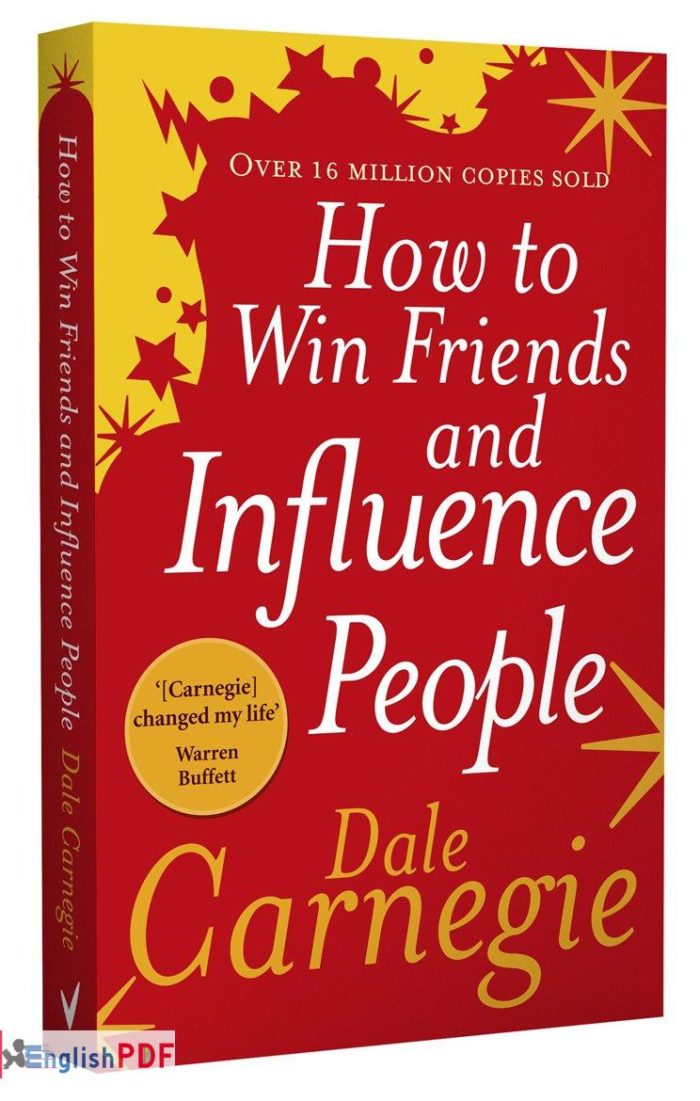 OVER 16 MILLION COPIES SOLD
How to
Win Friends
and
Influence
People
'[Carnegie]
changed my life'
Warren
Buffett
Dale
Carnegie
How to Win Friends and Influence People Dale Carnegie
EnglishPDF